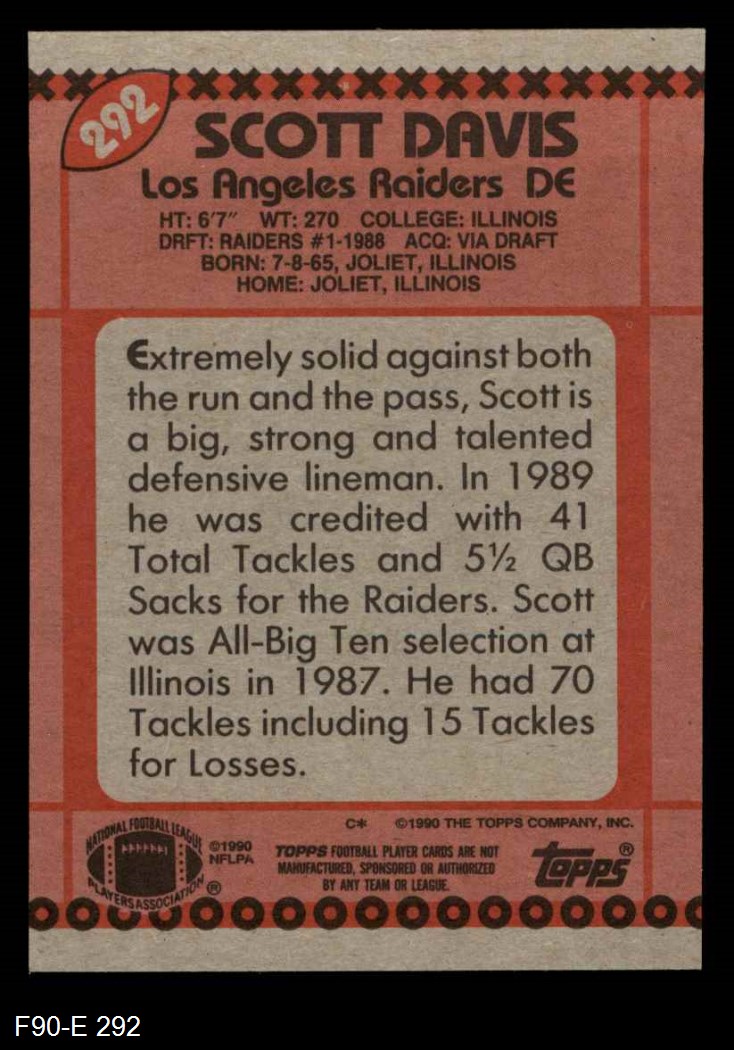 292
SCOTT DAVIS
Los Angeles Raiders DE
HT: 6'7" WT: 270 COLLEGE: ILLINOIS
DRFT: RAIDERS #1-1988 ACQ: VIA DRAFT
BORN: 7-8-65, JOLIET, ILLINOIS
HOME: JOLIET, ILLINOIS
Extremely solid against both
the run and the pass, Scott is
a big, strong and talented
defensive lineman. In 1989
he was credited with 41
Total Tackles and 5½ QB
Sacks for the Raiders. Scott
was All-Big Ten selection at
Illinois in 1987. He had 70
Tackles including 15 Tackles
for Losses.
C* ©1990 THE TOPPS COMPANY, INC.
NATIONAL FOOTBALL LEAGUE
PLAYERS ASSOCIATION ®
©1990
NFLPA
TOPPS FOOTBALL PLAYER CARDS ARE NOT
MANUFACTURED, SPONSORED OR AUTHORIZED
BY ANY TEAM OR LEAGUE.
topps ®
F90-E 292